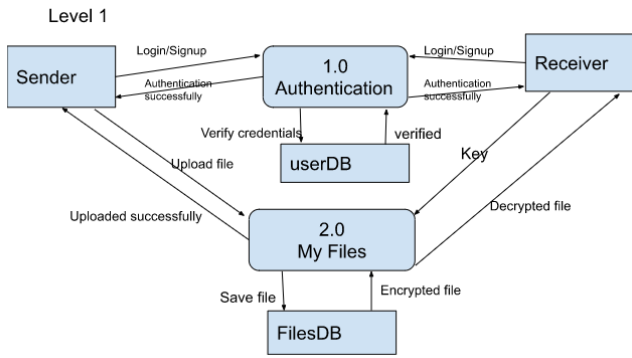 Level 1
Login/Signup
Login/Signup
Sender
1.0
Authentication
Receiver
Authentication
successfully
Authentication
successfully
Verify credentials
verified
userDB
Key
Upload file
Uploaded successfully
Decrypted file
2.0
My Files
Save file
Encrypted file
FilesDB